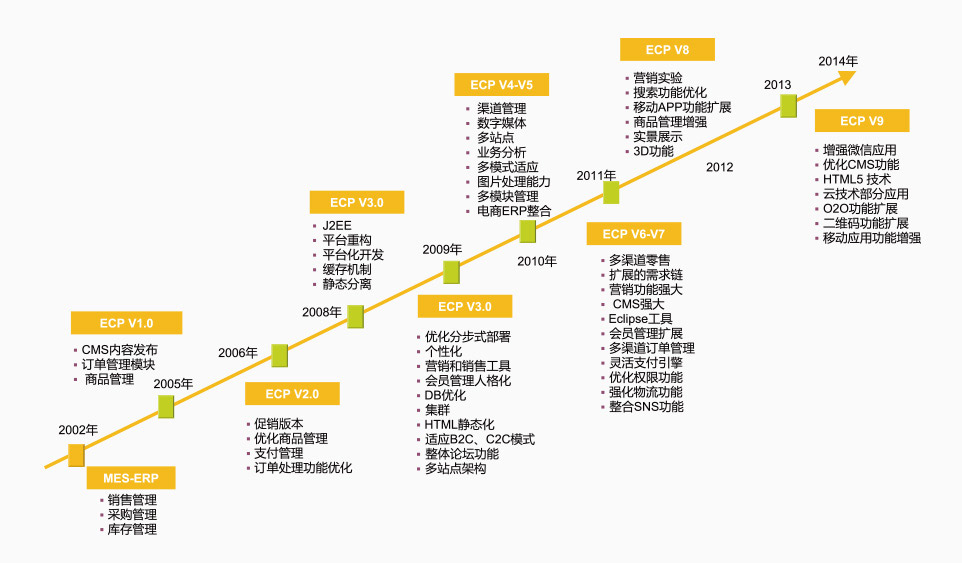 2002年
MES-ERP
销售管理
采购管理
库存管理
ECP V1.0
CMS内容发布
订单管理模块
商品管理
2005年
2006年
ECP V2.0
促销版本
优化商品管理
支付管理
订单处理功能优化
ECP V3.0
J2EE
平台重构
平台化开发
缓存机制
静态分离
2008年
2009年
ECP V3.0
优化分步式部署
个性化
营销和销售工具
会员管理人格化
DB优化
集群
HTML静态化
适应B2C、C2C模式
整体论坛功能
多站点架构
ECP V4-V5
渠道管理
数字媒体
多站点
业务分析
多模式适应
图片处理能力
多模块管理
电商ERP整合
2010年
2011年
ECP V6-V7
多渠道零售
扩展的需求链
营销功能强大
CMS强大
Eclipse工具
会员管理扩展
多渠道订单管理
灵活支付引擎
优化权限功能
强化物流功能
整合SNS功能
ECP V8
营销实验
搜索功能优化
移动APP功能扩展
商品管理增强
实景展示
3D功能
2012
2013
2014年
ECP V9
增强微信应用
优化CMS功能
HTML5 技术
云技术部分应用
O2O功能扩展
二维码功能扩展
移动应用功能增强